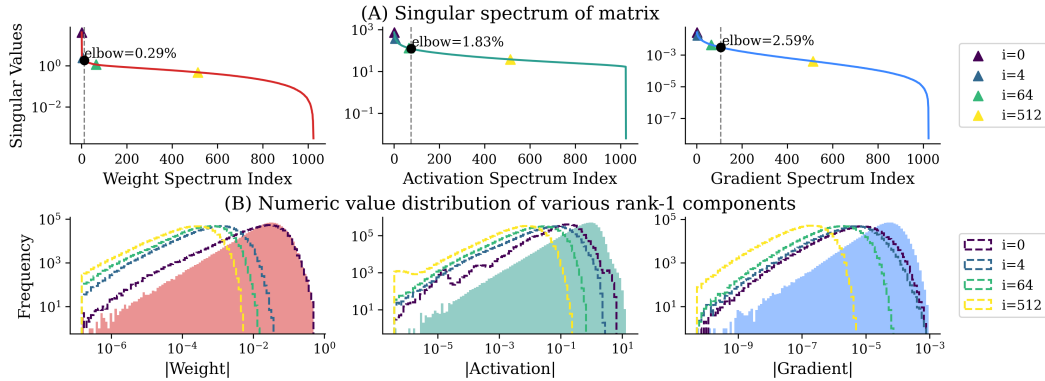 (A) Singular spectrum of matrix
Singular Values
10^0
10^-2
elbow=0.29%
0 200 400 600 800 1000
Weight Spectrum Index
10^3
10^1
10^-1
elbow=1.83%
0 200 400 600 800 1000
Activation Spectrum Index
10^-3
10^-5
10^-7
elbow=2.59%
0 200 400 600 800 1000
Gradient Spectrum Index
i=0
i=4
i=64
i=512
(B) Numeric value distribution of various rank-1 components
Frequency
10^5
10^3
10^1
10^-6 10^-4 10^-2 10^0
|Weight|
10^5
10^3
10^1
10^-5 10^-3 10^-1 10^1
|Activation|
10^5
10^3
10^1
10^-9 10^-7 10^-5 10^-3
|Gradient|
i=0
i=4
i=64
i=512